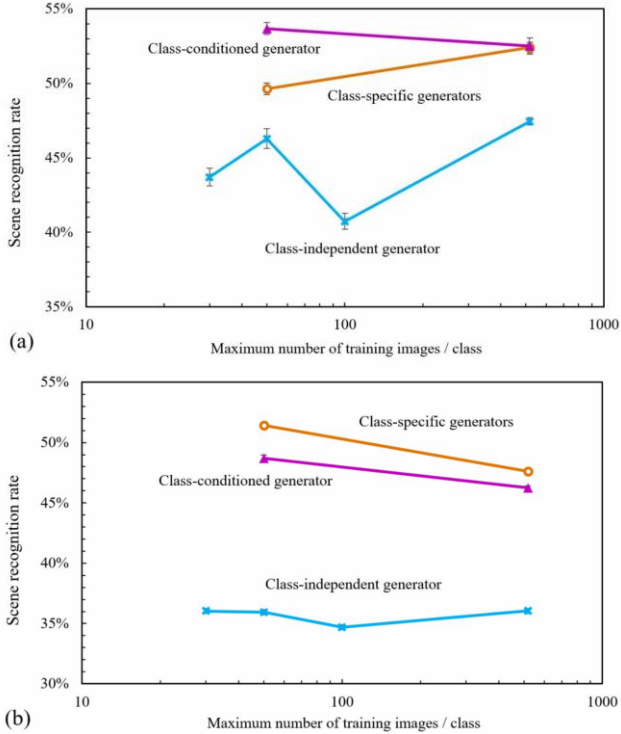 55%
Class-conditioned generator
50%
Class-specific generators
45%
40%
Class-independent generator
35%
10
100
1000
Scene recognition rate
(a)
Maximum number of training images / class
55%
Class-specific generators
50%
Class-conditioned generator
45%
40%
Class-independent generator
35%
30%
10
100
1000
Scene recognition rate
(b)
Maximum number of training images / class